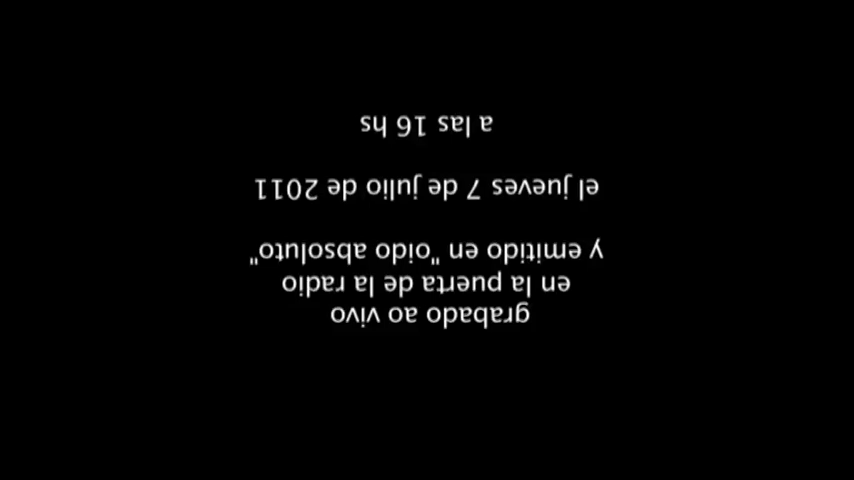 grabado ao vivo
en la puerta de la radio
y emitido en "oido absoluto"
el jueves 7 de julio de 2011
a las 16 hs